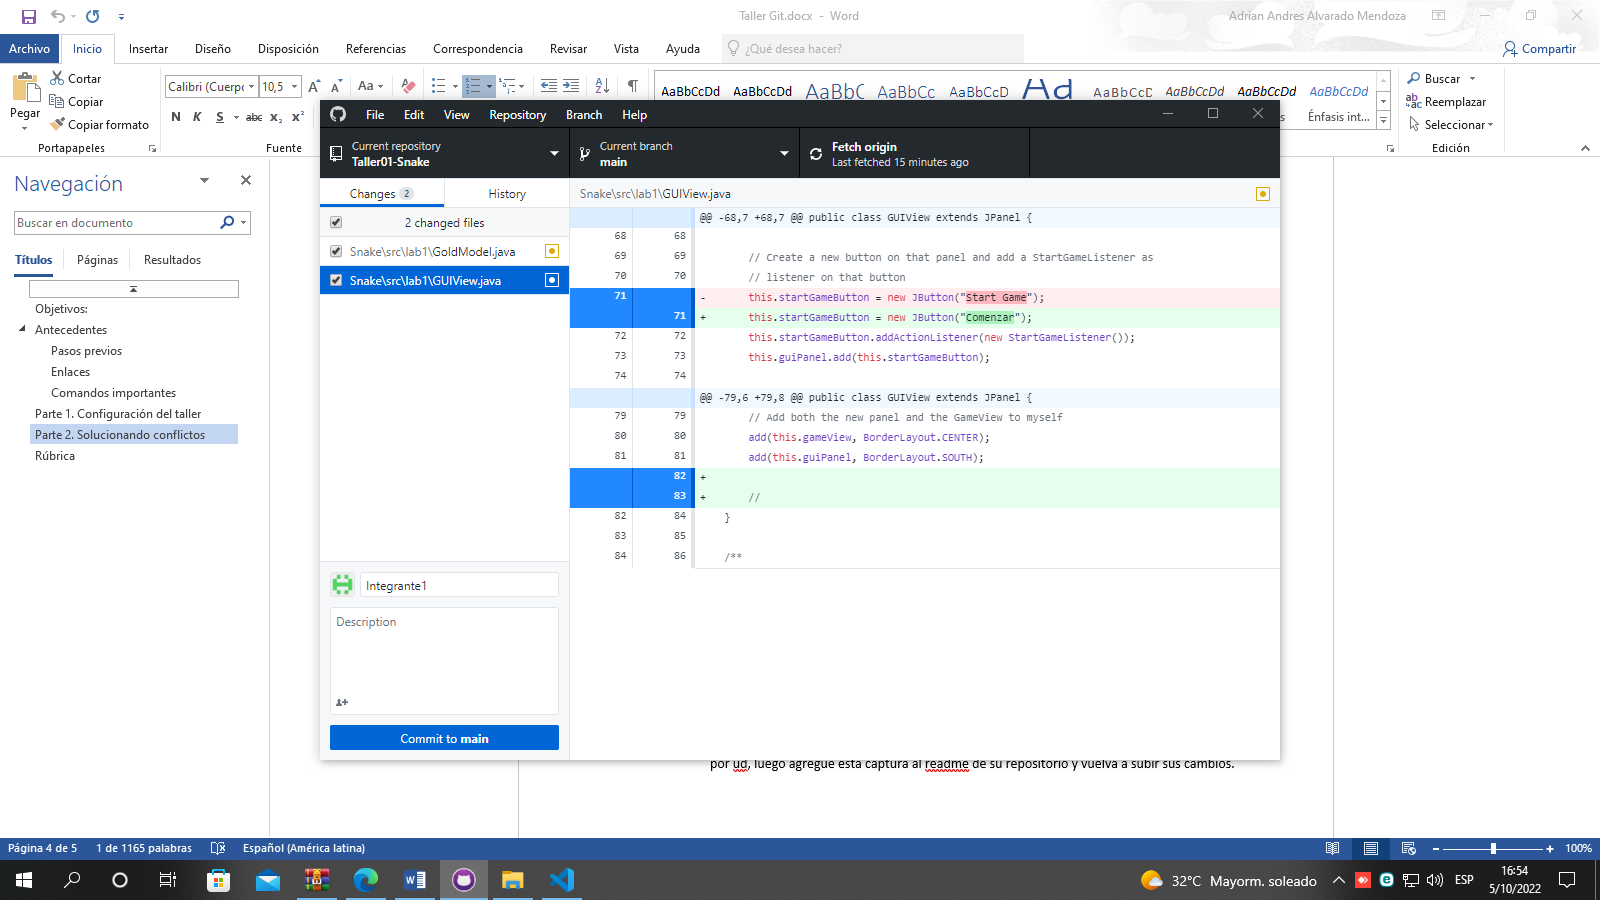 Taller Git.docx - Word
Adrian Andres Alvarado Mendoza
Archivo Inicio Insertar Diseño Disposición Referencias Correspondencia Revisar Vista Ayuda ¿Qué desea hacer? Compartir
Pegar
Cortar
Copiar
Copiar formato
Portapapeles
Calibri (Cuerpo 10,5
N K S abc x₂ x²
Fuente
Aa
AaBbCcDd AaBbCcDd AaBbC AaBbCc AaBbCcD Ad AaBbCcD AaBbCcDd AaBbCcDd AaBbCcDd
Énfasis int...
Buscar
Reemplazar
Seleccionar
Edición
Navegación
Buscar en documento
Títulos Páginas Resultados
Objetivos:
Antecedentes
Pasos previos
Enlaces
Comandos importantes
Parte 1. Configuración del taller
Parte 2. Solucionando conflictos
Rúbrica
File Edit View Repository Branch Help
Current repository
Taller01-Snake
Current branch
main
Fetch origin
Last fetched 15 minutes ago
Changes 2 History
2 changed files
Snake\src\lab1\GoldModel.java
Snake\src\lab1\GUIView.java
Integrante1
Description
Commit to main
Snake\src\lab1\GUIView.java
@@ -68,7 +68,7 @@ public class GUIView extends JPanel {
68 68
69 69 // Create a new button on that panel and add a StartGameListener as
70 70 // listener on that button
71 - this.startGameButton = new JButton("Start Game");
71 + this.startGameButton = new JButton("Comenzar");
72 72 this.startGameButton.addActionListener(new StartGameListener());
73 73 this.guiPanel.add(this.startGameButton);
74 74
@@ -79,6 +79,8 @@ public class GUIView extends JPanel {
79 79 // Add both the new panel and the GameView to myself
80 80 add(this.gameView, BorderLayout.CENTER);
81 81 add(this.guiPanel, BorderLayout.SOUTH);
82 +
83 + //
82 84 }
83 85
84 86 /**
por ud, luego agregue esta captura al readme de su repositorio y vuelva a subir sus cambios.
Página 4 de 5 1 de 1165 palabras Español (América latina) 100%
32°C Mayorm. soleado ESP
16:54
5/10/2022